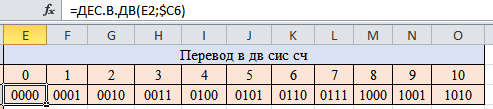 fx =ДЕС.В.ДВ(E2;$C6)
E F G H I J K L M N O
Перевод в дв сис сч
0 1 2 3 4 5 6 7 8 9 10
0000 0001 0010 0011 0100 0101 0110 0111 1000 1001 1010